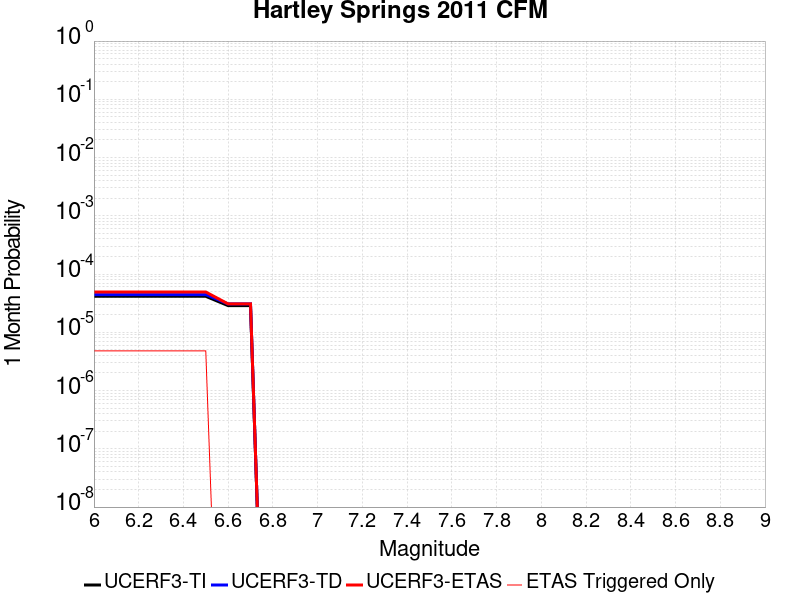 Hartley Springs 2011 CFM
10 0
10 -1
10 -2
10 -3
10 -4
10 -5
10 -6
10 -7
10 -8
1 Month Probability
6 6.2 6.4 6.6 6.8 7 7.2 7.4 7.6 7.8 8 8.2 8.4 8.6 8.8 9
Magnitude
UCERF3-TI UCERF3-TD UCERF3-ETAS ETAS Triggered Only